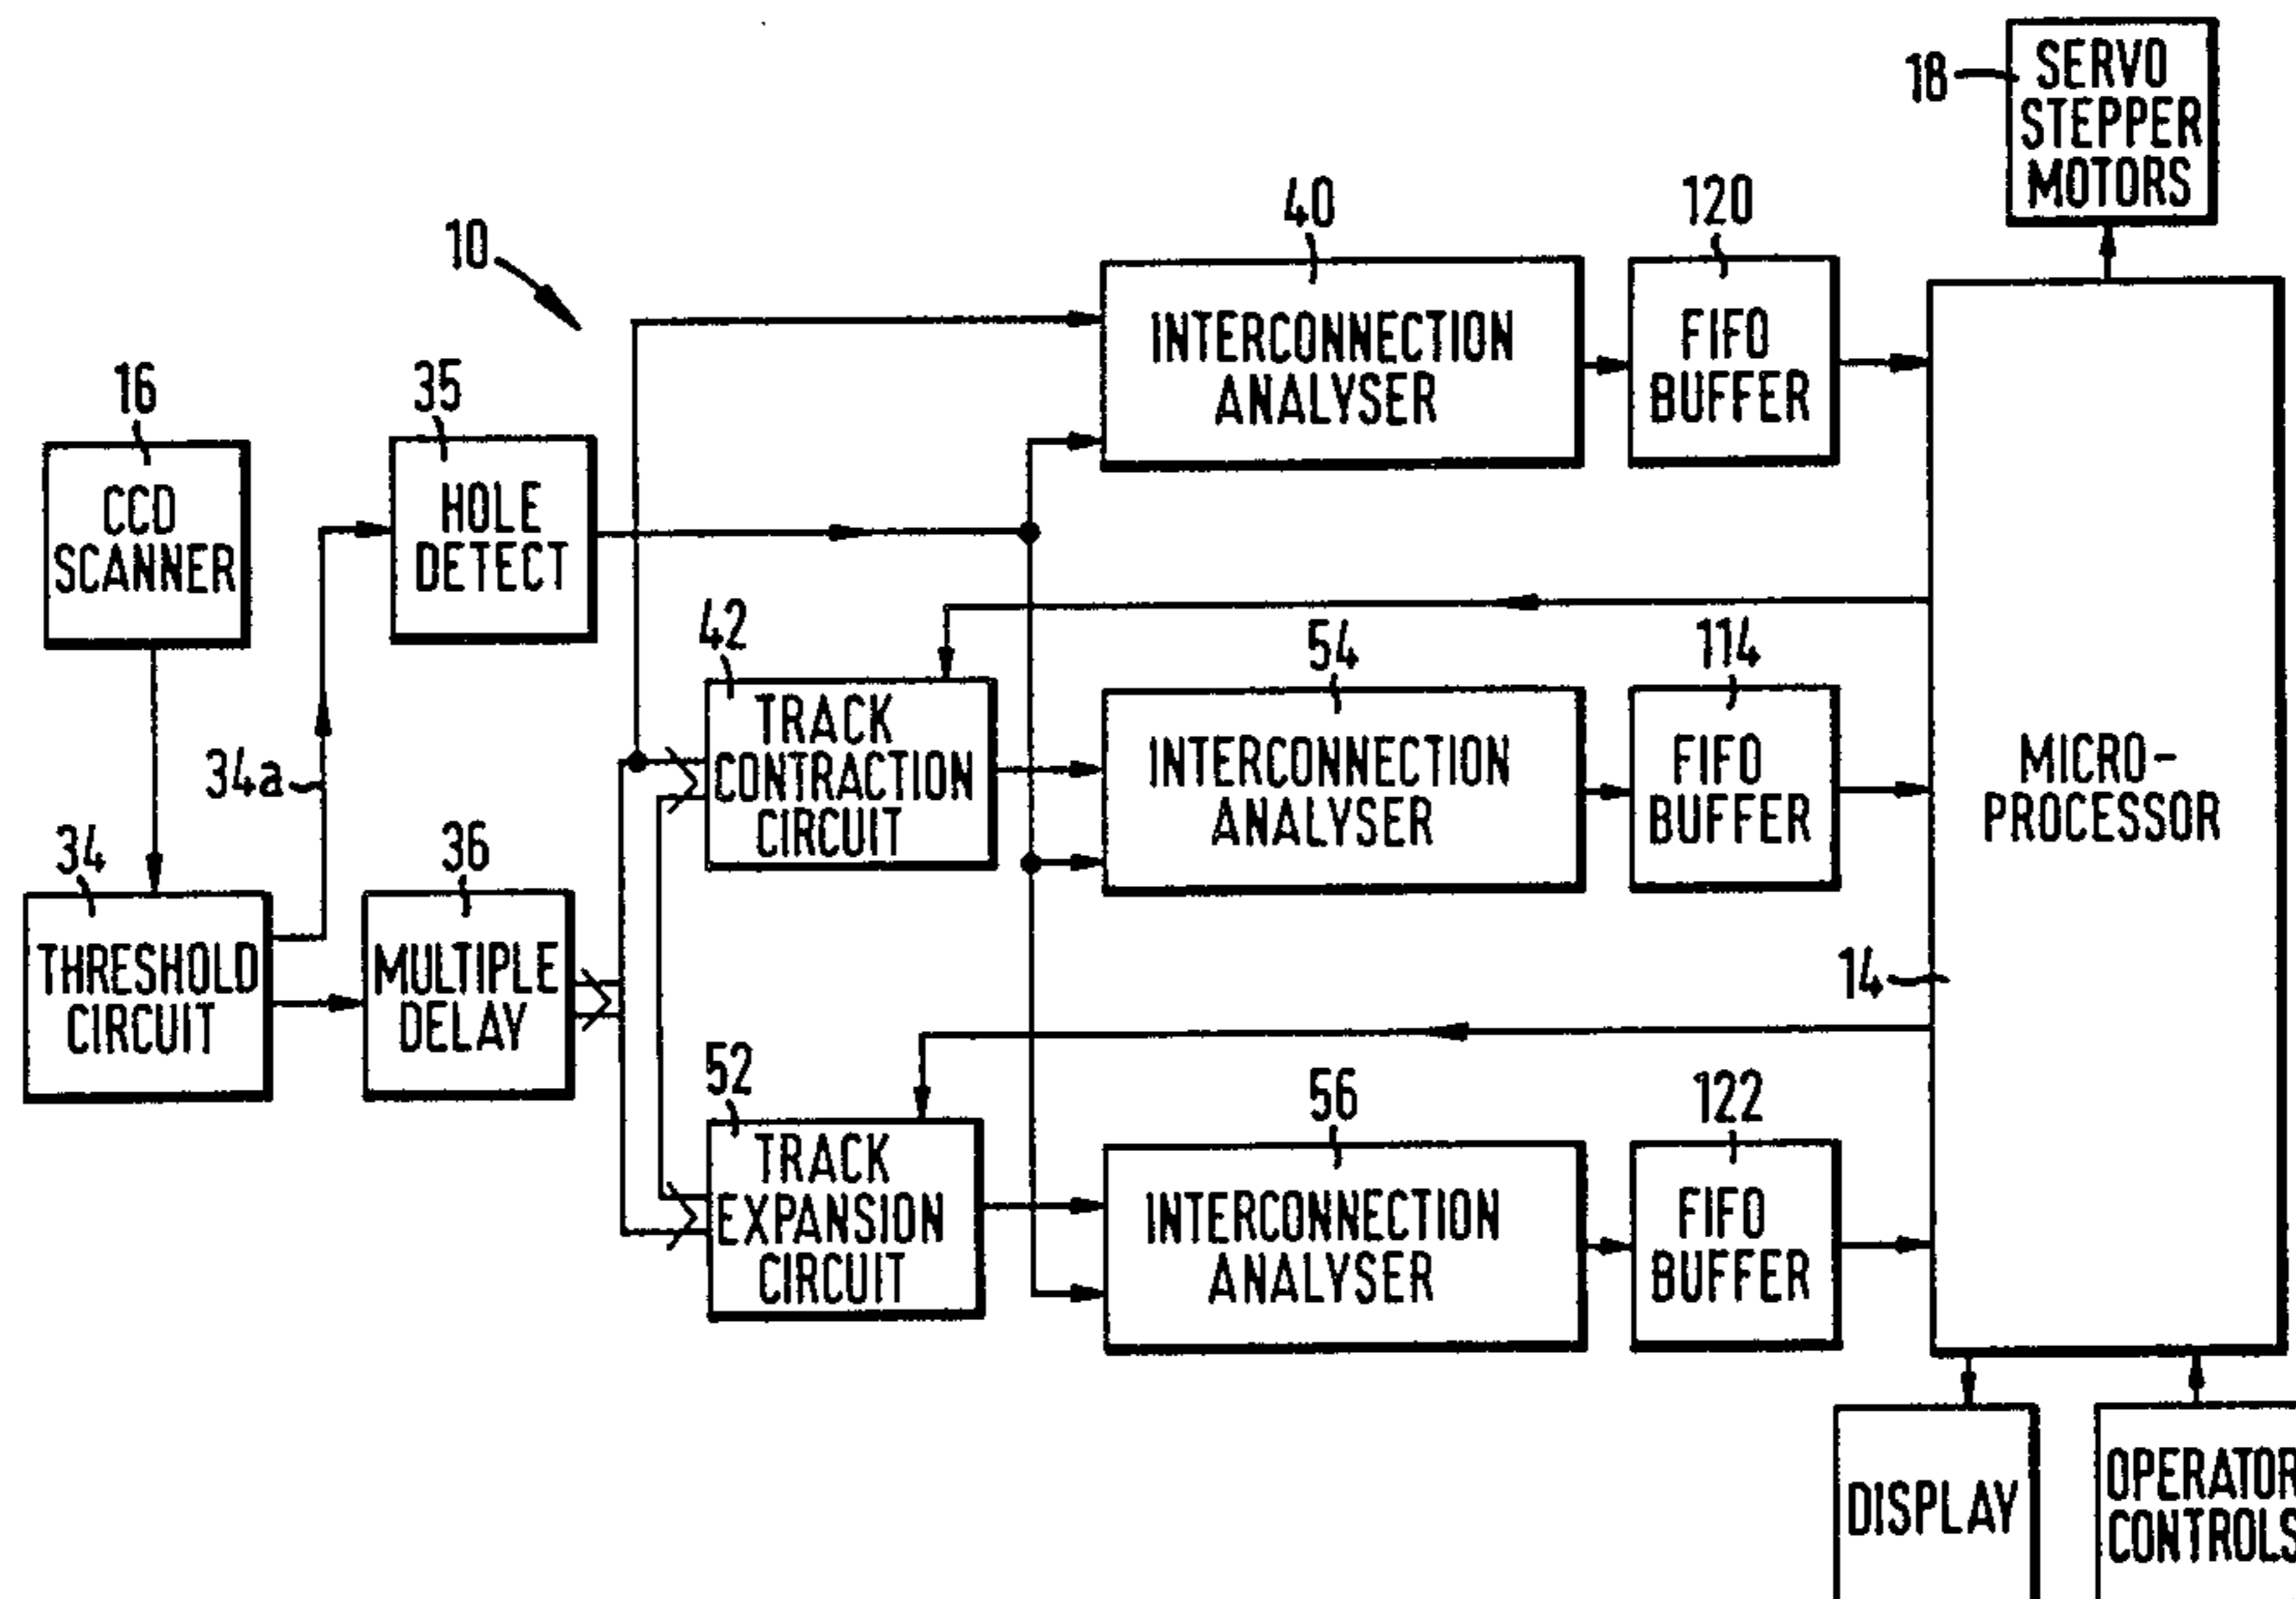 18
SERVO
STEPPER
MOTORS
10
40
INTERCONNECTION
ANALYSER
120
FIFO
BUFFER
16
CCD
SCANNER
35
HOLE
DETECT
34a
42
TRACK
CONTRACTION
CIRCUIT
54
INTERCONNECTION
ANALYSER
114
FIFO
BUFFER
MICRO-
PROCESSOR
14
34
THRESHOLD
CIRCUIT
36
MULTIPLE
DELAY
52
TRACK
EXPANSION
CIRCUIT
56
INTERCONNECTION
ANALYSER
122
FIFO
BUFFER
DISPLAY
OPERATOR
CONTROLS